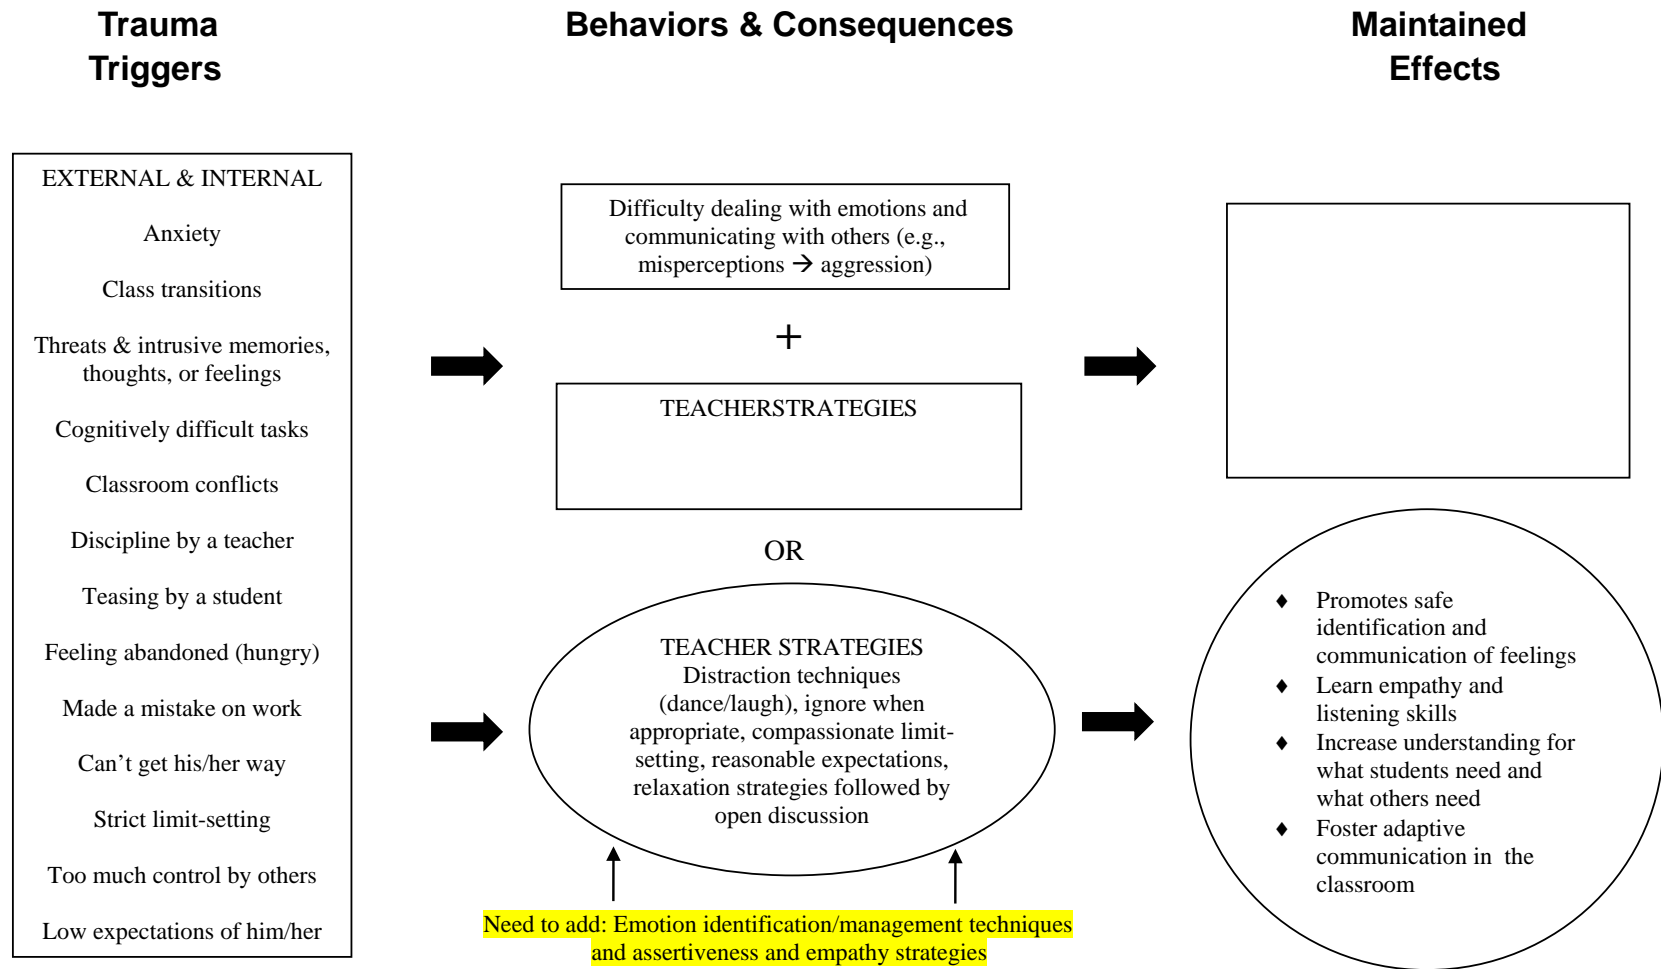 Trauma
Triggers
Behaviors & Consequences
Maintained
Effects
EXTERNAL & INTERNAL
Anxiety
Class transitions
Threats & intrusive memories,
thoughts, or feelings
Cognitively difficult tasks
Classroom conflicts
Discipline by a teacher
Teasing by a student
Feeling abandoned (hungry)
Made a mistake on work
Can’t get his/her way
Strict limit-setting
Too much control by others
Low expectations of him/her
Difficulty dealing with emotions and
communicating with others (e.g.,
misperceptions → aggression)
+
TEACHERSTRATEGIES
OR
TEACHER STRATEGIES
Distraction techniques
(dance/laugh), ignore when
appropriate, compassionate limit-
setting, reasonable expectations,
relaxation strategies followed by
open discussion
Need to add: Emotion identification/management techniques
and assertiveness and empathy strategies
♦ Promotes safe
identification and
communication of feelings
♦ Learn empathy and
listening skills
♦ Increase understanding for
what students need and
what others need
♦ Foster adaptive
communication in the
classroom